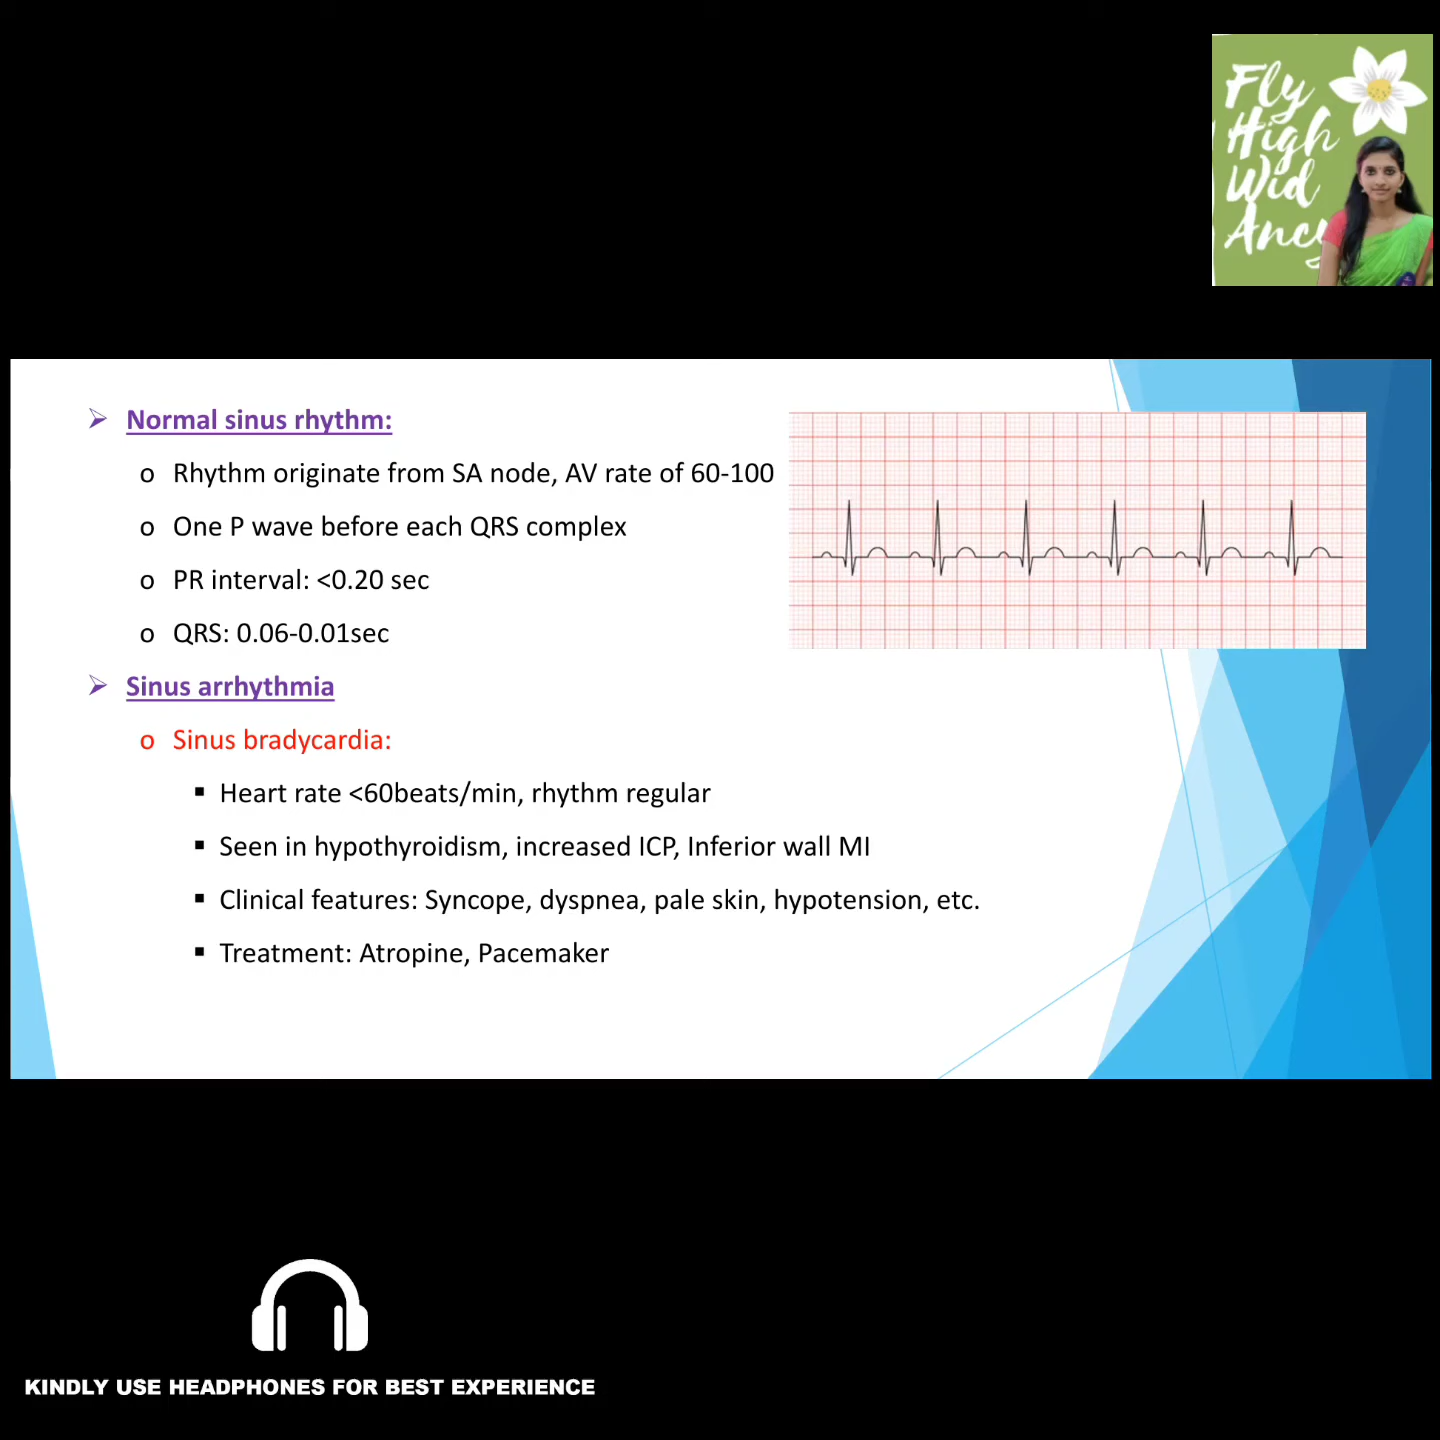 Fly
High
Wid
Ancy
➢ Normal sinus rhythm:
o Rhythm originate from SA node, AV rate of 60-100
o One P wave before each QRS complex
o PR interval: <0.20 sec
o QRS: 0.06-0.01sec
➢ Sinus arrhythmia
o Sinus bradycardia:
▪ Heart rate <60beats/min, rhythm regular
▪ Seen in hypothyroidism, increased ICP, Inferior wall MI
▪ Clinical features: Syncope, dyspnea, pale skin, hypotension, etc.
▪ Treatment: Atropine, Pacemaker
KINDLY USE HEADPHONES FOR BEST EXPERIENCE